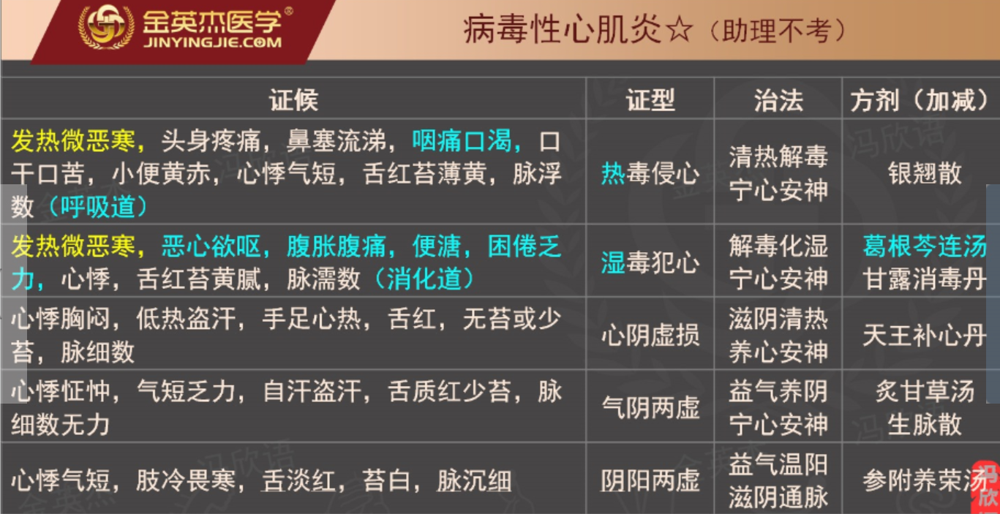 金英杰医学®
JINYINGJIE.COM
病毒性心肌炎☆（助理不考）
证候
证型
治法
方剂（加减）
发热微恶寒，头身疼痛，鼻塞流涕，咽痛口渴，口
干口苦，小便黄赤，心悸气短，舌红苔薄黄，脉浮
数（呼吸道）
热毒侵心
清热解毒
宁心安神
银翘散
发热微恶寒，恶心欲呕，腹胀腹痛，便溏，困倦乏
力，心悸，舌红苔黄腻，脉濡数（消化道）
湿毒犯心
解毒化湿
宁心安神
葛根芩连汤
甘露消毒丹
心悸胸闷，低热盗汗，手足心热，舌红，无苔或少
苔，脉细数
心阴虚损
滋阴清热
养心安神
天王补心丹
心悸怔忡，气短乏力，自汗盗汗，舌质红少苔，脉
细数无力
气阴两虚
益气养阴
宁心安神
炙甘草汤
生脉散
心悸气短，肢冷畏寒，舌淡红，苔白，脉沉细
阴阳两虚
益气温阳
滋阴通脉
参附养荣汤
冯欣语
金英杰
冯欣